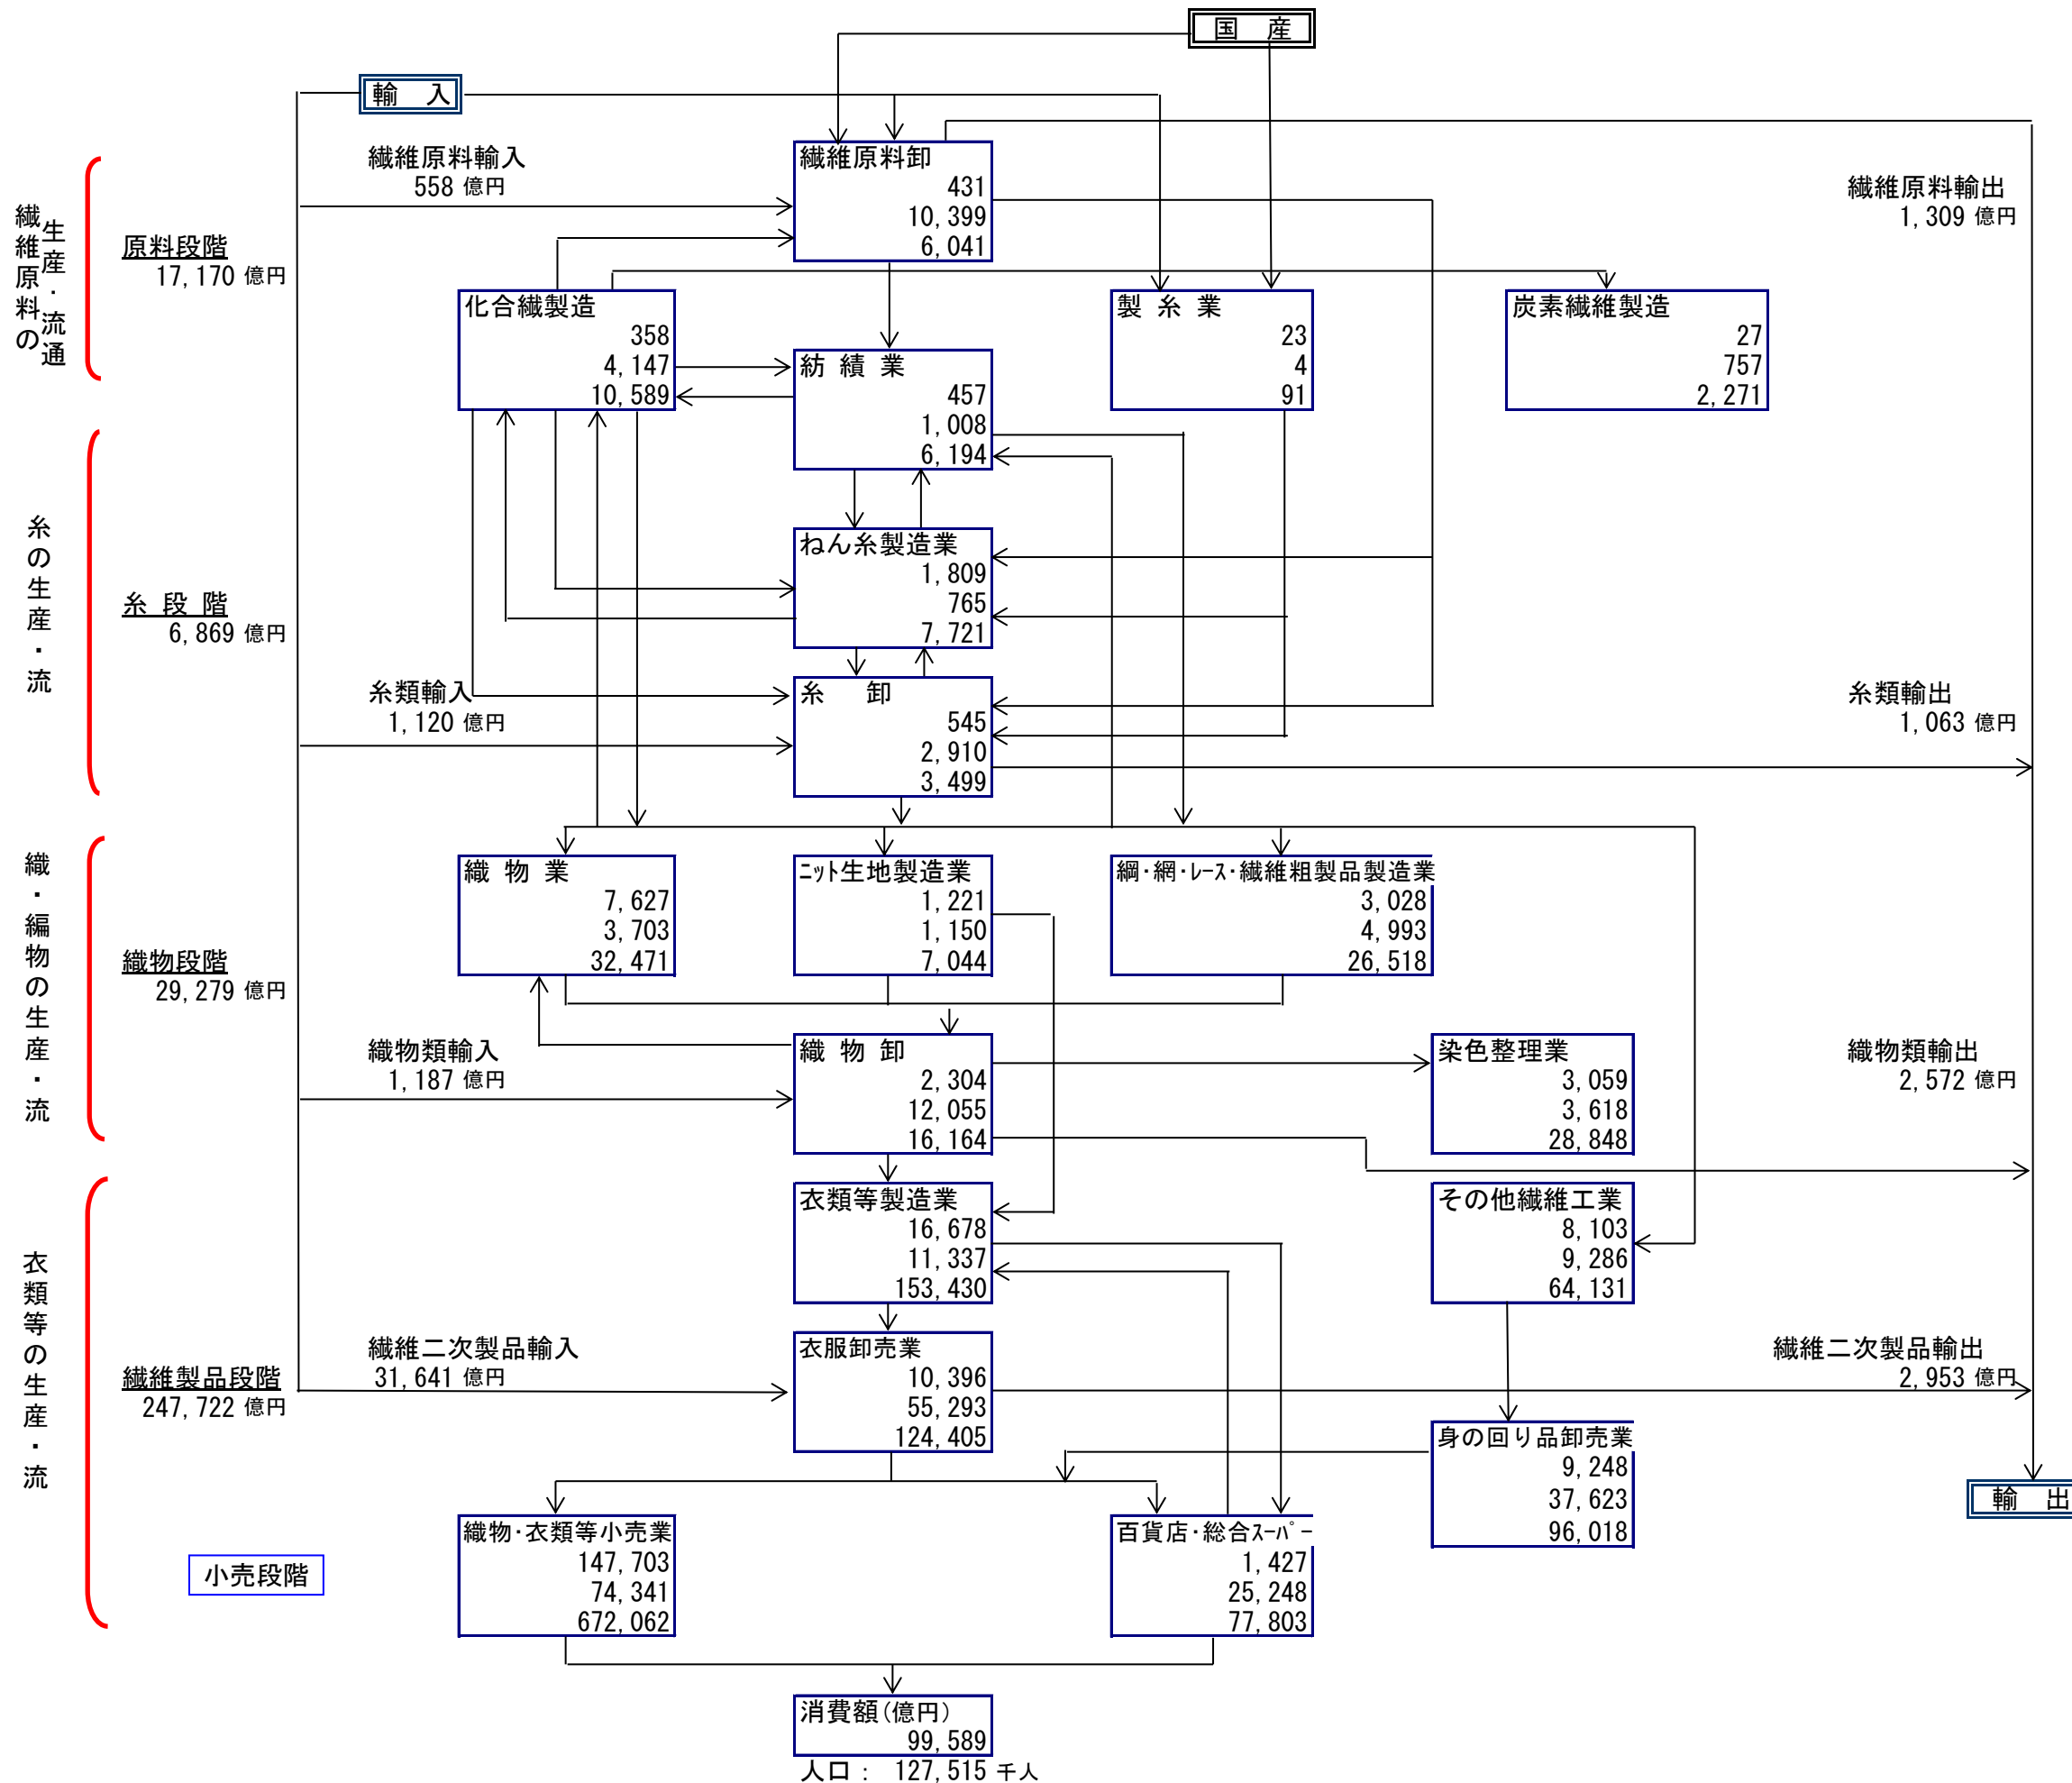 国 産
輸 入
繊維原料の
生産・流通
原料段階
17,170 億円
繊維原料輸入
558 億円
繊維原料卸
431
10,399
6,041
繊維原料輸出
1,309 億円
化合繊製造
358
4,147
10,589
紡 績 業
457
1,008
6,194
製 糸 業
23
4
91
炭素繊維製造
27
757
2,271
糸の生産・流
糸 段 階
6,869 億円
ねん糸製造業
1,809
765
7,721
糸類輸入
1,120 億円
糸 卸
545
2,910
3,499
糸類輸出
1,063 億円
織・編物の生産・流
織物段階
29,279 億円
織 物 業
7,627
3,703
32,471
ﾆｯﾄ生地製造業
1,221
1,150
7,044
綱・網・ﾚｰｽ・繊維粗製品製造業
3,028
4,993
26,518
織物類輸入
1,187 億円
織 物 卸
2,304
12,055
16,164
染色整理業
3,059
3,618
28,848
織物類輸出
2,572 億円
衣類等の生産・流
衣類等製造業
16,678
11,337
153,430
その他繊維工業
8,103
9,286
64,131
繊維製品段階
247,722 億円
繊維二次製品輸入
31,641 億円
衣服卸売業
10,396
55,293
124,405
繊維二次製品輸出
2,953 億円
身の回り品卸売業
9,248
37,623
96,018
輸 出
小売段階
織物・衣類等小売業
147,703
74,341
672,062
百貨店・総合ｽｰﾊﾟｰ
1,427
25,248
77,803
消費額(億円)
99,589
人口 : 127,515 千人